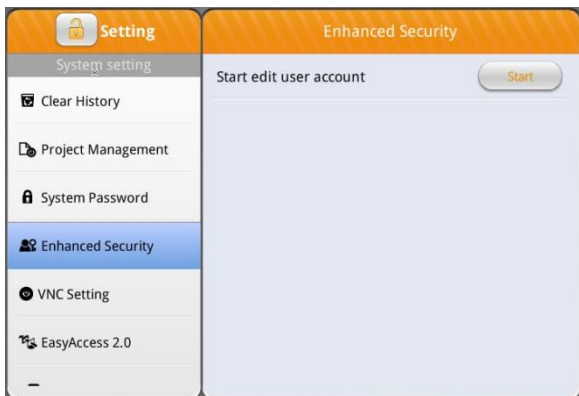 Setting
System setting
Clear History
Project Management
System Password
Enhanced Security
VNC Setting
EasyAccess 2.0
Enhanced Security
Start edit user account
Start